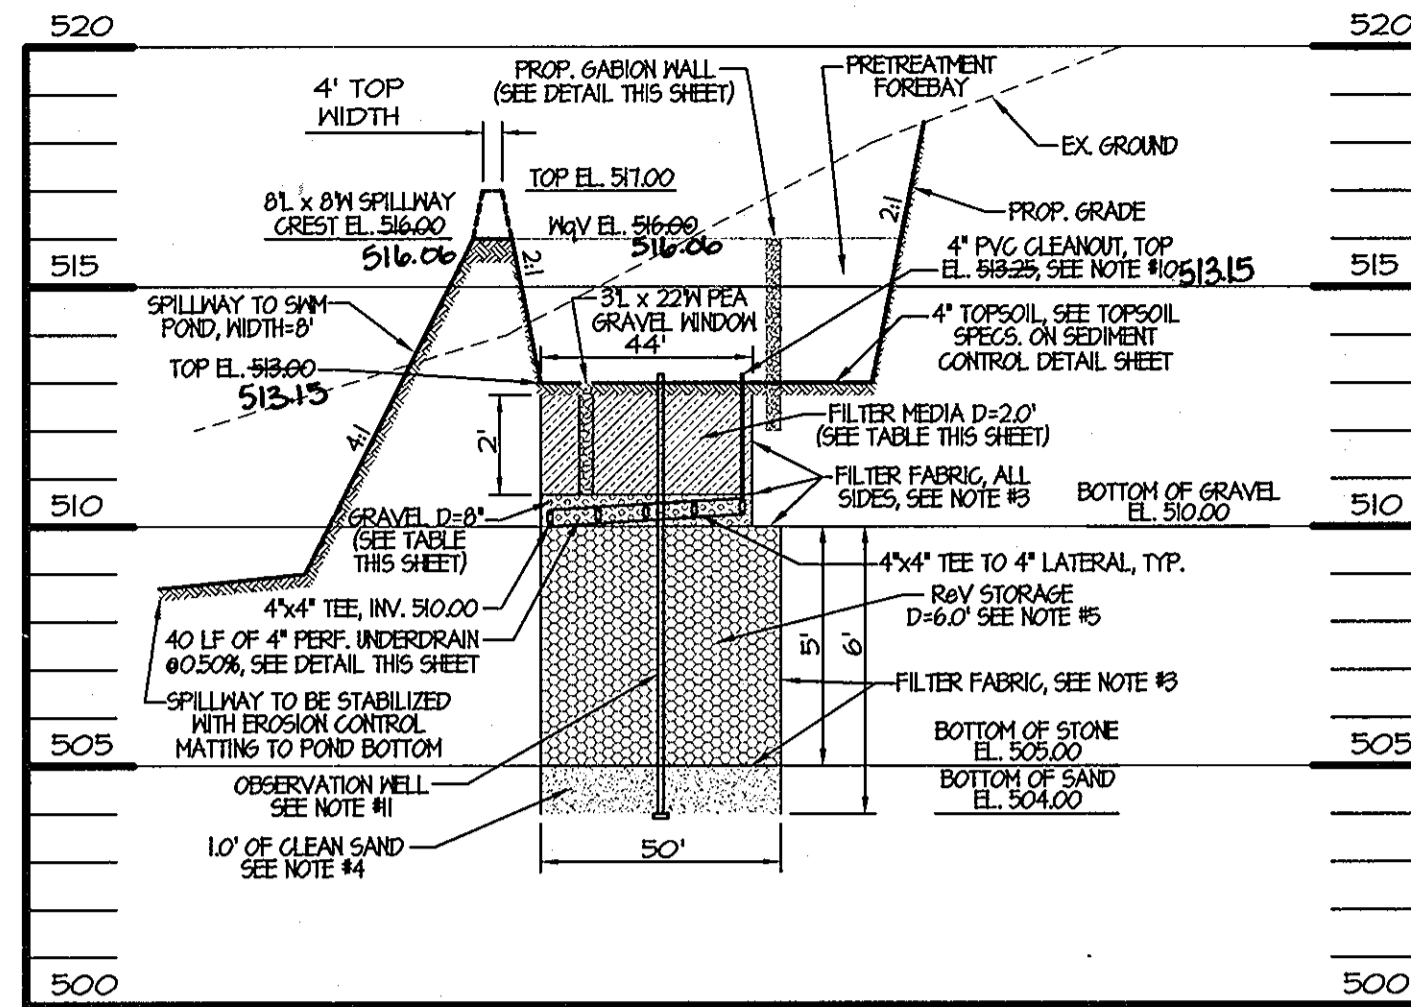 520
520
PROP. GABION WALL
(SEE DETAIL THIS SHEET)
PRETREATMENT
FOREBAY
4' TOP
WIDTH
EX. GROUND
TOP EL. 517.00
8'L x 8'W SPILLWAY
CREST EL. 516.00
516.06
WqV EL. 516.00
516.06
2:1
2:1
PROP. GRADE
4" PVC CLEANOUT, TOP
EL. 513.25, SEE NOTE #10
513.15
515
515
SPILLWAY TO SWM
POND, WIDTH=8'
3'L x 22'W PEA
GRAVEL WINDOW
44'
4" TOPSOIL, SEE TOPSOIL
SPECS. ON SEDIMENT
CONTROL DETAIL SHEET
TOP EL. 513.00
513.15
4:1
2'
FILTER MEDIA D=2.0'
(SEE TABLE THIS SHEET)
FILTER FABRIC, ALL
SIDES, SEE NOTE #3
BOTTOM OF GRAVEL
EL. 510.00
510
510
GRAVEL D=8"
(SEE TABLE
THIS SHEET)
4"x4" TEE TO 4" LATERAL, TYP.
4"x4" TEE, INV. 510.00
ReV STORAGE
D=6.0' SEE NOTE #5
40 LF OF 4" PERF. UNDERDRAIN
@0.50%, SEE DETAIL THIS SHEET
5'
6'
FILTER FABRIC, SEE NOTE #3
SPILLWAY TO BE STABILIZED
WITH EROSION CONTROL
MATTING TO POND BOTTOM
BOTTOM OF STONE
EL. 505.00
505
505
BOTTOM OF SAND
EL. 504.00
OBSERVATION WELL
SEE NOTE #11
1.0' OF CLEAN SAND
SEE NOTE #4
50'
500
500